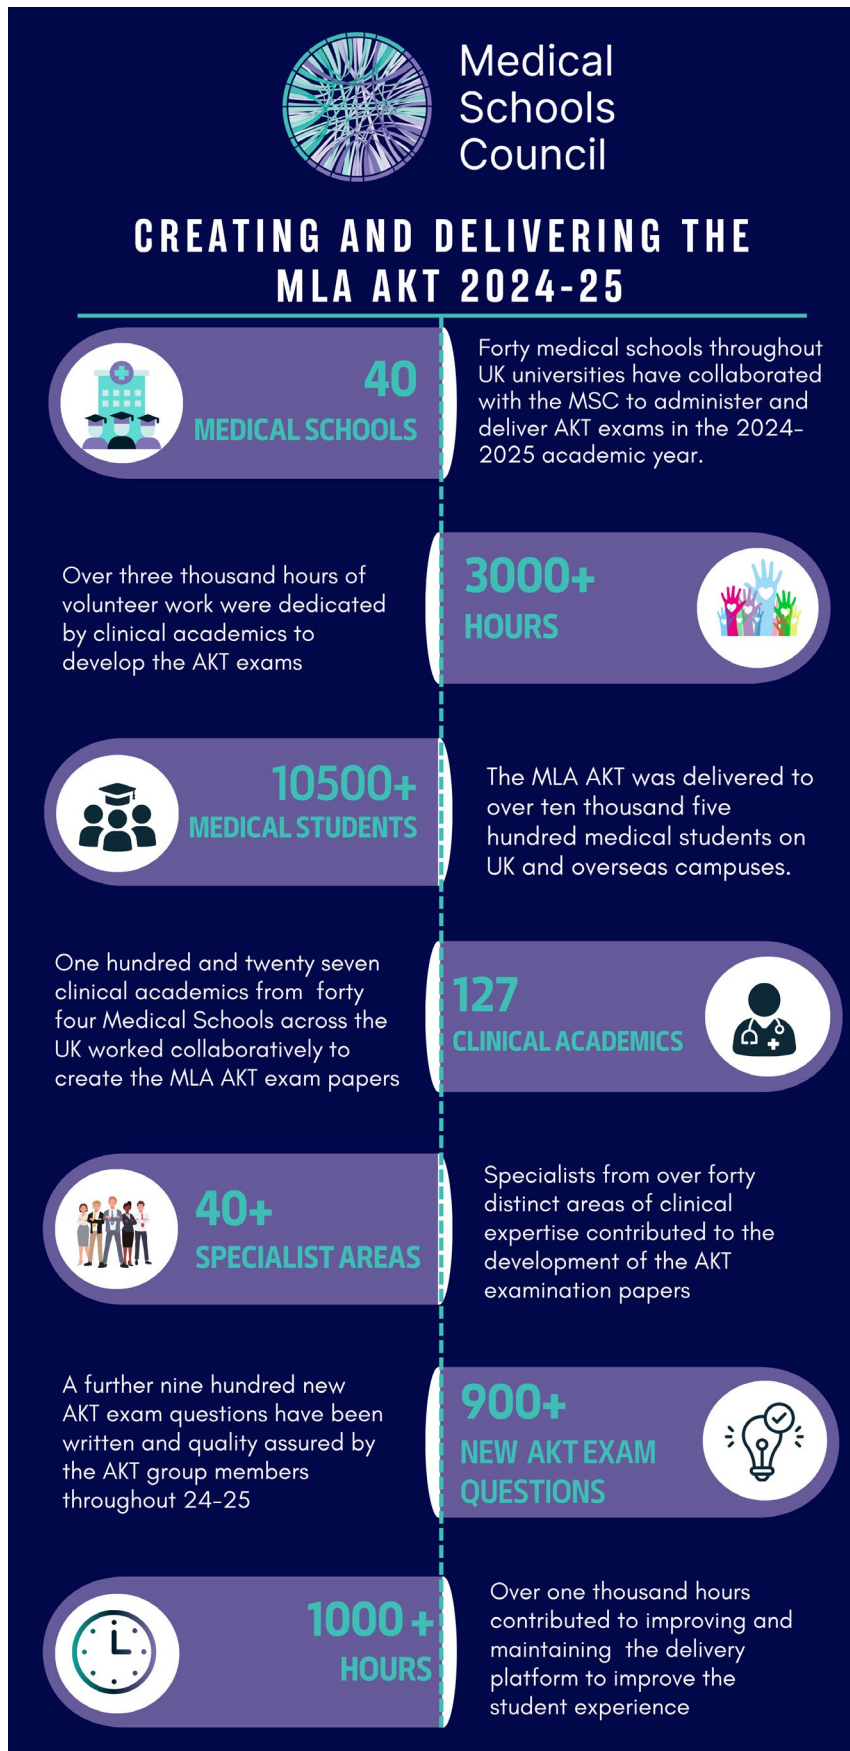 Medical
Schools
Council
CREATING AND DELIVERING THE
MLA AKT 2024-25
40
MEDICAL SCHOOLS
Forty medical schools throughout
UK universities have collaborated
with the MSC to administer and
deliver AKT exams in the 2024-
2025 academic year.
Over three thousand hours of
volunteer work were dedicated
by clinical academics to
develop the AKT exams
3000+
HOURS
10500+
MEDICAL STUDENTS
The MLA AKT was delivered to
over ten thousand five
hundred medical students on
UK and overseas campuses.
One hundred and twenty seven
clinical academics from forty
four Medical Schools across the
UK worked collaboratively to
create the MLA AKT exam papers
127
CLINICAL ACADEMICS
40+
SPECIALIST AREAS
Specialists from over forty
distinct areas of clinical
expertise contributed to the
development of the AKT
examination papers
A further nine hundred new
AKT exam questions have been
written and quality assured by
the AKT group members
throughout 24-25
900+
NEW AKT EXAM
QUESTIONS
1000 +
HOURS
Over one thousand hours
contributed to improving and
maintaining the delivery
platform to improve the
student experience